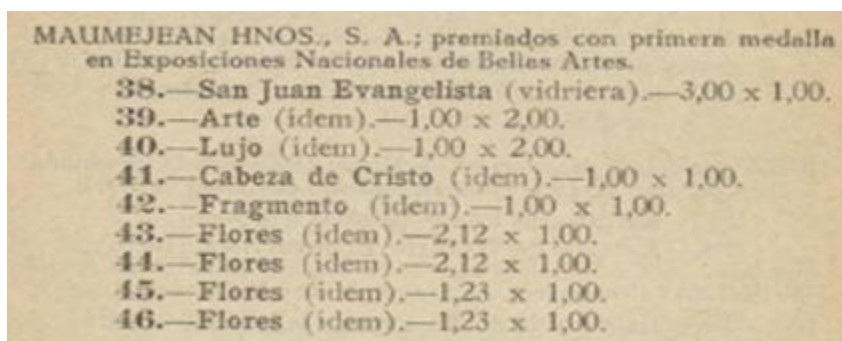 MAUMEJEAN HNOS., S. A.; premiados con primera medalla
en Exposiciones Nacionales de Bellas Artes.
38.—San Juan Evangelista (vidriera).—3,00 x 1,00.
39.—Arte (idem).—1,00 x 2,00.
40.—Lujo (idem).—1,00 x 2,00.
41.—Cabeza de Cristo (idem).—1,00 x 1,00.
42.—Fragmento (idem).—1,00 x 1,00.
43.—Flores (idem).—2,12 x 1,00.
44.—Flores (idem).—2,12 x 1,00.
45.—Flores (idem).—1,23 x 1,00.
46.—Flores (idem).—1,23 x 1,00.